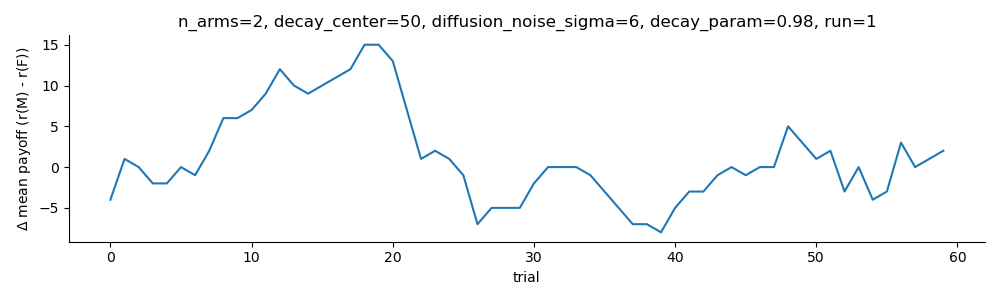 n_arms=2, decay_center=50, diffusion_noise_sigma=6, decay_param=0.98, run=1
Δ mean payoff (r(M) - r(F))
15
10
5
0
−5
0 10 20 30 40 50 60
trial